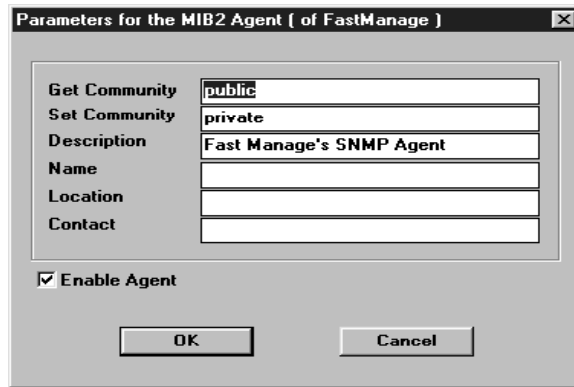 Parameters for the MIB2 Agent ( of FastManage )
Get Community public
Set Community private
Description Fast Manage's SNMP Agent
Name
Location
Contact
Enable Agent
OK Cancel